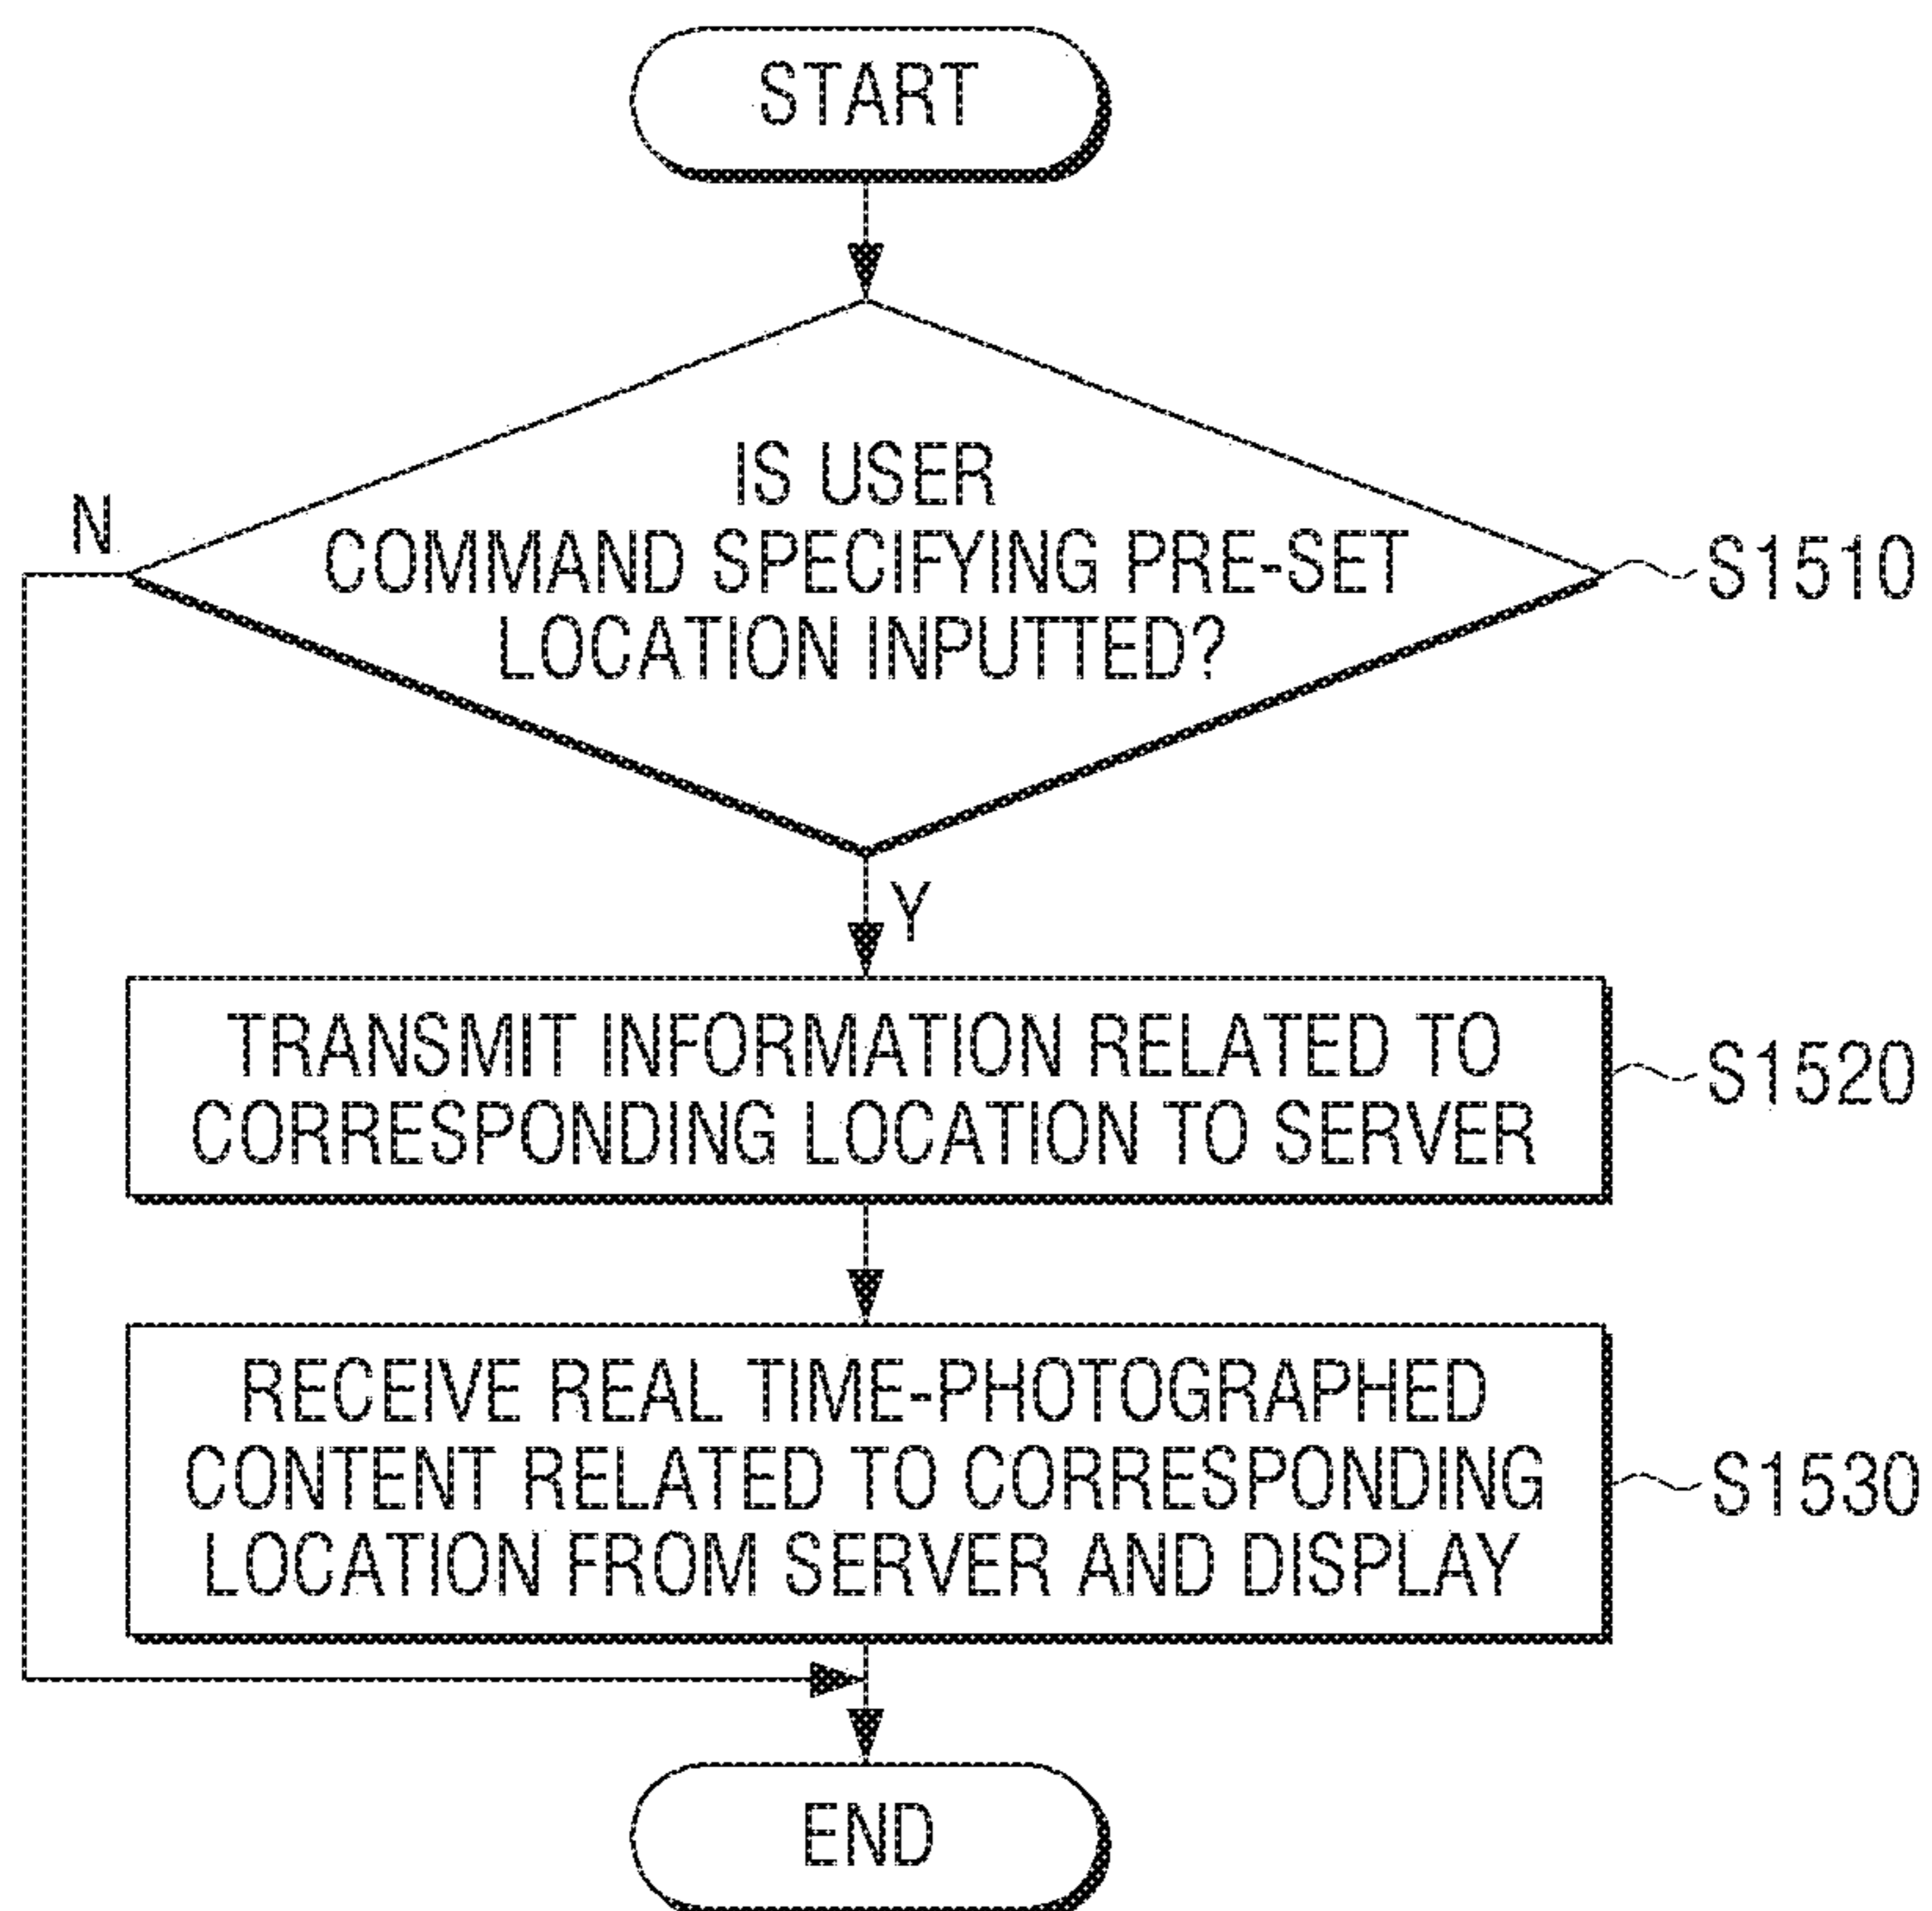 START
IS USER
COMMAND SPECIFYING PRE-SET
LOCATION INPUTTED?
N
S1510
Y
TRANSMIT INFORMATION RELATED TO
CORRESPONDING LOCATION TO SERVER
S1520
RECEIVE REAL TIME-PHOTOGRAPHED
CONTENT RELATED TO CORRESPONDING
LOCATION FROM SERVER AND DISPLAY
S1530
END